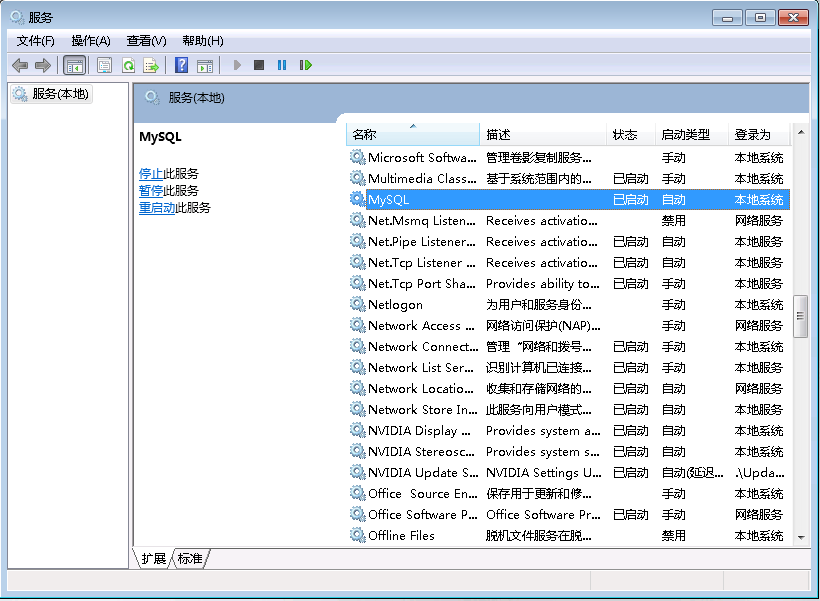 服务
文件(F) 操作(A) 查看(V) 帮助(H)
服务(本地)
服务(本地)
MySQL
停止此服务
暂停此服务
重启动此服务
名称 描述 状态 启动类型 登录为
Microsoft Softwa... 管理卷影复制服务... 手动 本地系统
Multimedia Class... 基于系统范围内的... 已启动 自动 本地系统
MySQL 已启动 自动 本地系统
Net.Msmq Listen... Receives activatio... 禁用 网络服务
Net.Pipe Listener... Receives activatio... 已启动 自动 本地服务
Net.Tcp Listener ... Receives activatio... 已启动 自动 本地服务
Net.Tcp Port Sha... Provides ability to... 已启动 手动 本地服务
Netlogon 为用户和服务身份... 手动 本地系统
Network Access ... 网络访问保护(NAP)... 手动 网络服务
Network Connect... 管理“网络和拨号... 已启动 手动 本地系统
Network List Ser... 识别计算机已连接... 已启动 手动 本地服务
Network Locatio... 收集和存储网络的... 已启动 自动 网络服务
Network Store In... 此服务向用户模式... 已启动 自动 本地服务
NVIDIA Display ... Provides system a... 已启动 自动 本地系统
NVIDIA Stereosc... Provides system s... 已启动 自动 本地系统
NVIDIA Update S... NVIDIA Settings U... 已启动 自动(延迟... .\Upda...
Office  Source En... 保存用于更新和修... 手动 本地系统
Office Software P... Office Software Pr... 已启动 手动 网络服务
Offline Files 脱机文件服务在脱... 禁用 本地系统
扩展 标准